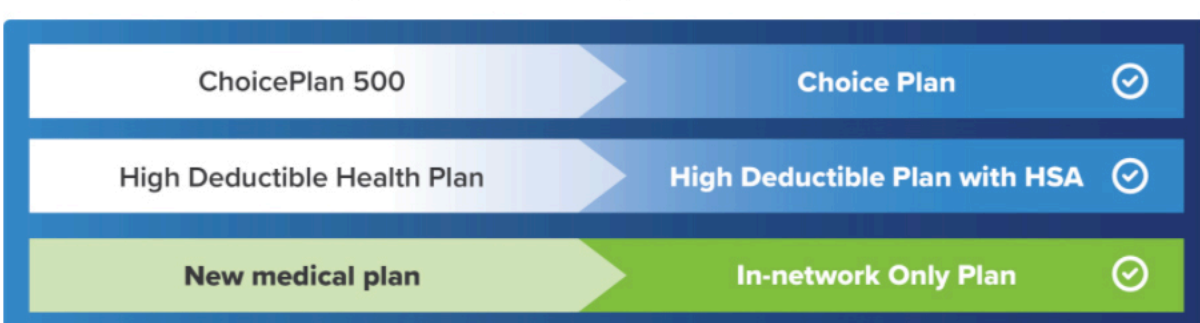 ChoicePlan 500
Choice Plan
High Deductible Health Plan
High Deductible Plan with HSA
New medical plan
In-network Only Plan